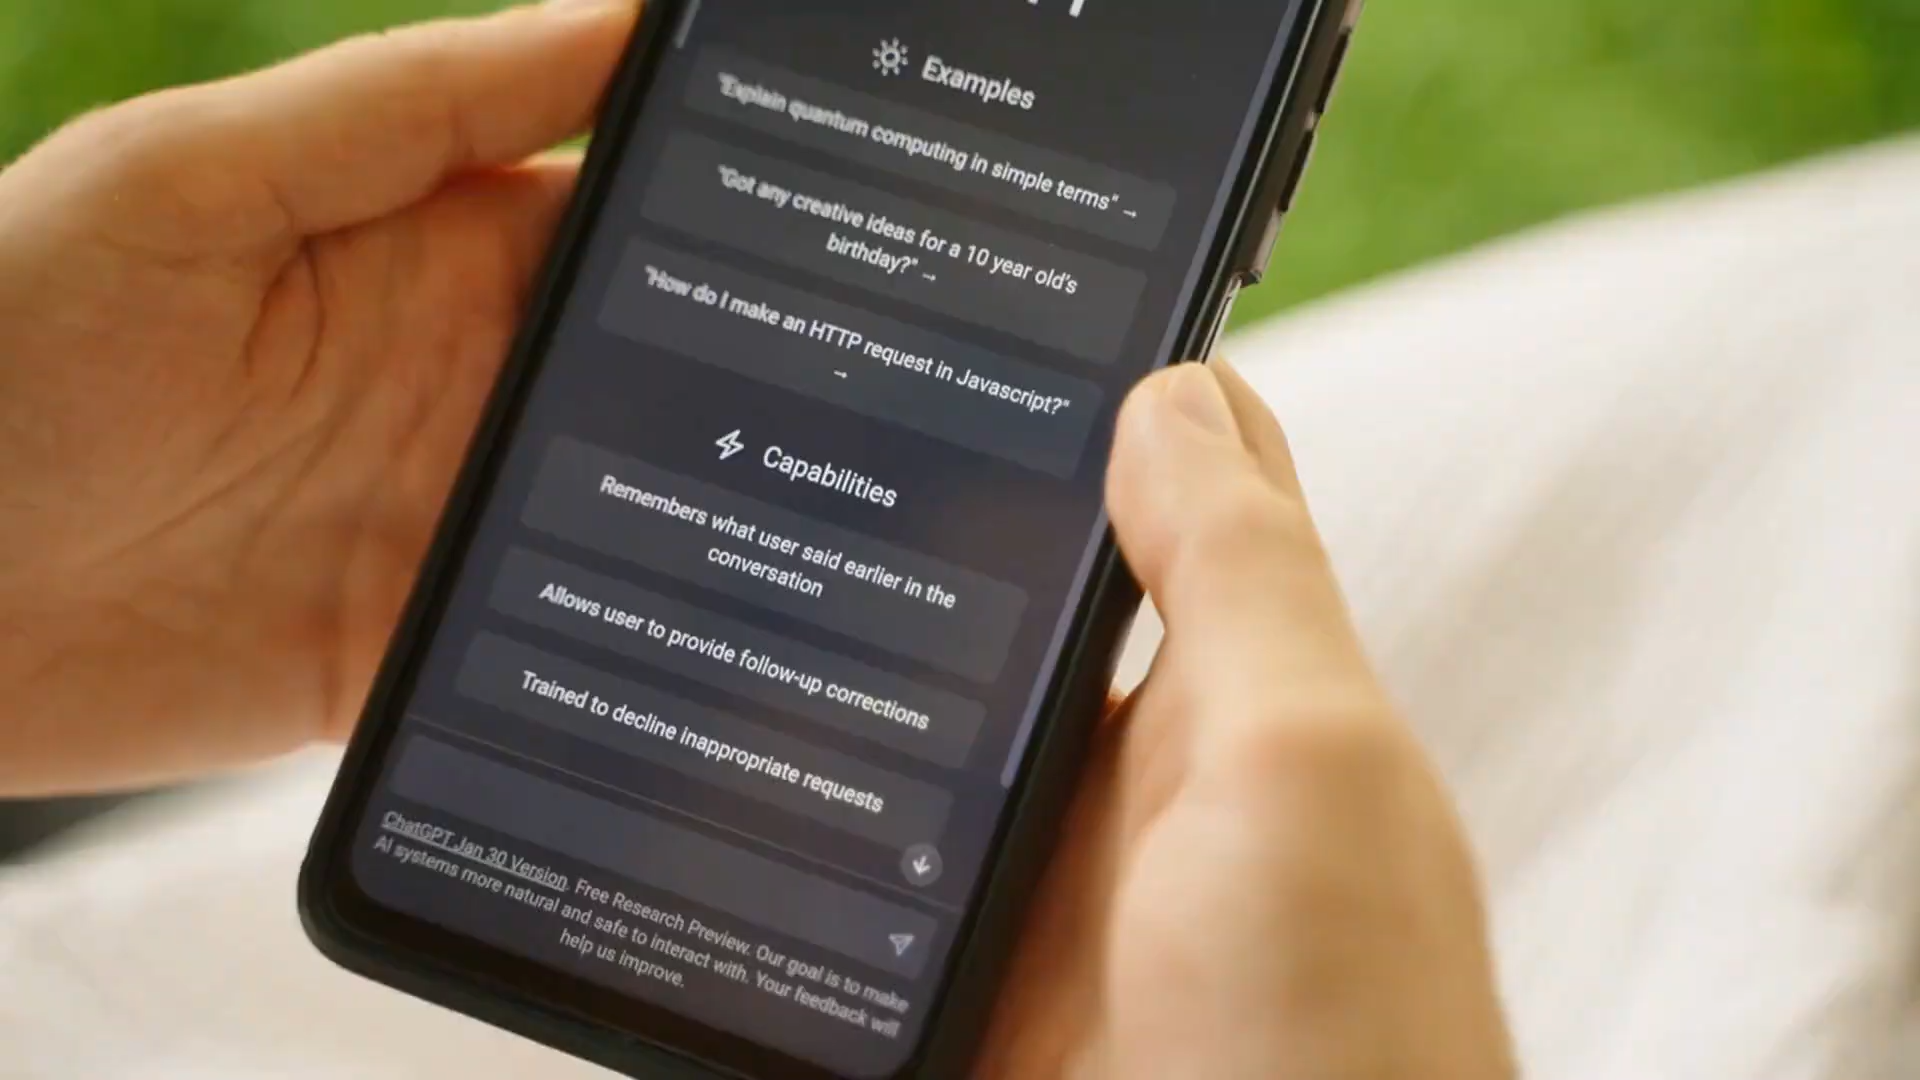 Examples
"Explain quantum computing in simple terms" →
"Got any creative ideas for a 10 year old's
birthday?" →
"How do I make an HTTP request in Javascript?"
→
Capabilities
Remembers what user said earlier in the
conversation
Allows user to provide follow-up corrections
Trained to decline inappropriate requests
ChatGPT Jan 30 Version. Free Research Preview. Our goal is to make
AI systems more natural and safe to interact with. Your feedback will
help us improve.